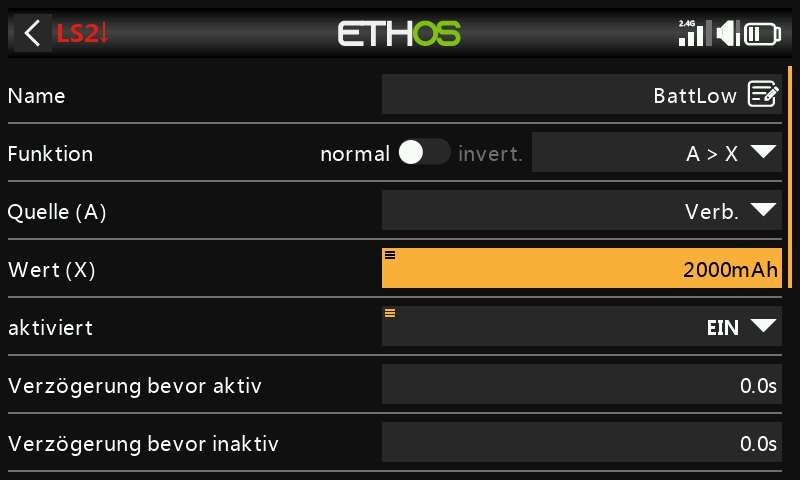 LS2↓ ETHOS 2.4G
Name BattLow
Funktion normal invert. A > X
Quelle (A) Verb.
Wert (X) 2000mAh
aktiviert EIN
Verzögerung bevor aktiv 0.0s
Verzögerung bevor inaktiv 0.0s